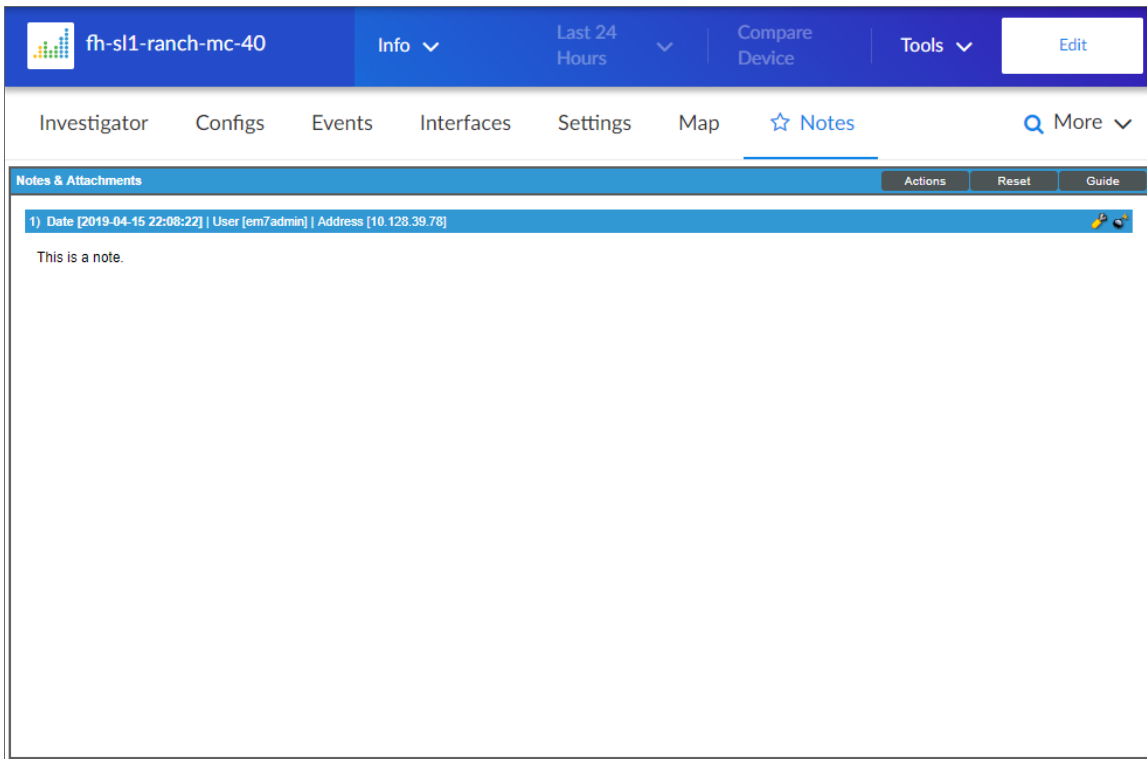 fh-sl1-ranch-mc-40 Info Last 24 Hours Compare Device Tools Edit
Investigator Configs Events Interfaces Settings Map Notes More
Notes & Attachments Actions Reset Guide
1) Date [2019-04-15 22:08:22] | User [em7admin] | Address [10.128.39.78]
This is a note.